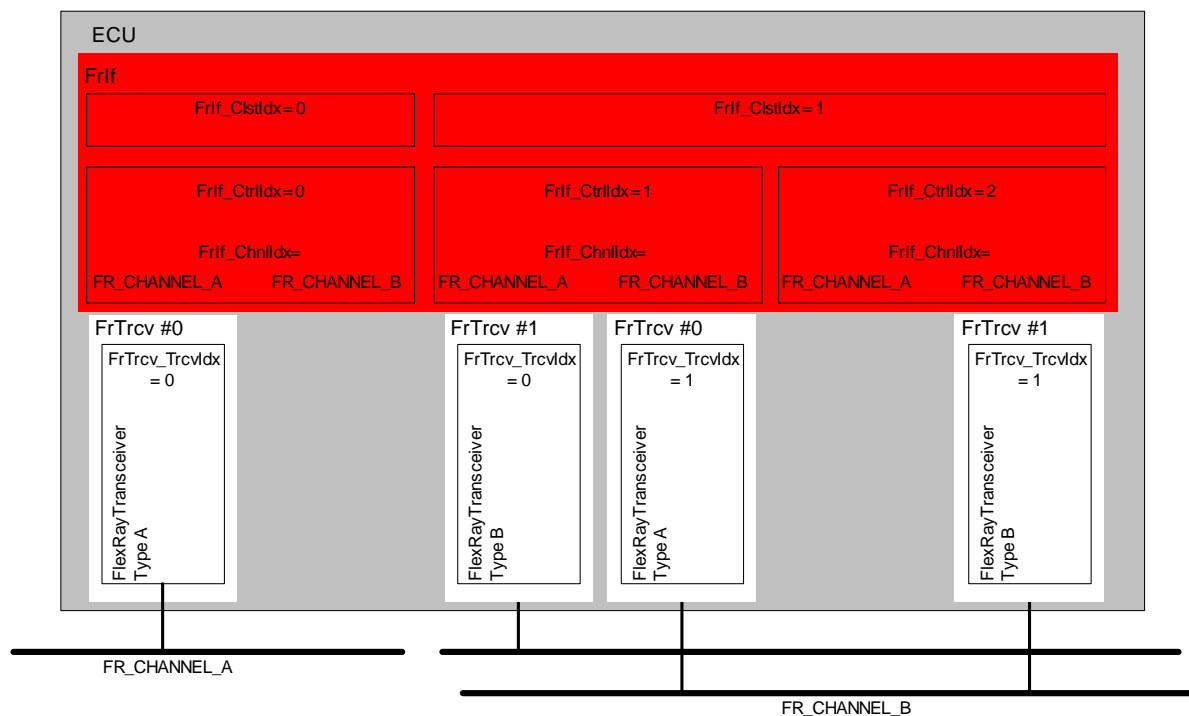 ECU
FrIf
FrIf_ClstIdx= 0
FrIf_ClstIdx= 1
FrIf_CtrlIdx=0
FrIf_CtrlIdx=1
FrIf_CtrlIdx=2
FrIf_ChnlIdx=
FrIf_ChnlIdx=
FrIf_ChnlIdx=
FR_CHANNEL_A
FR_CHANNEL_B
FR_CHANNEL_A
FR_CHANNEL_B
FR_CHANNEL_A
FR_CHANNEL_B
FrTrcv #0
FrTrcv_TrcvIdx
= 0
FlexRayTransceiver
Type A
FrTrcv #1
FrTrcv_TrcvIdx
= 0
FlexRayTransceiver
Type B
FrTrcv #0
FrTrcv_TrcvIdx
= 1
FlexRayTransceiver
Type A
FrTrcv #1
FrTrcv_TrcvIdx
= 1
FlexRayTransceiver
Type B
FR_CHANNEL_A
FR_CHANNEL_B